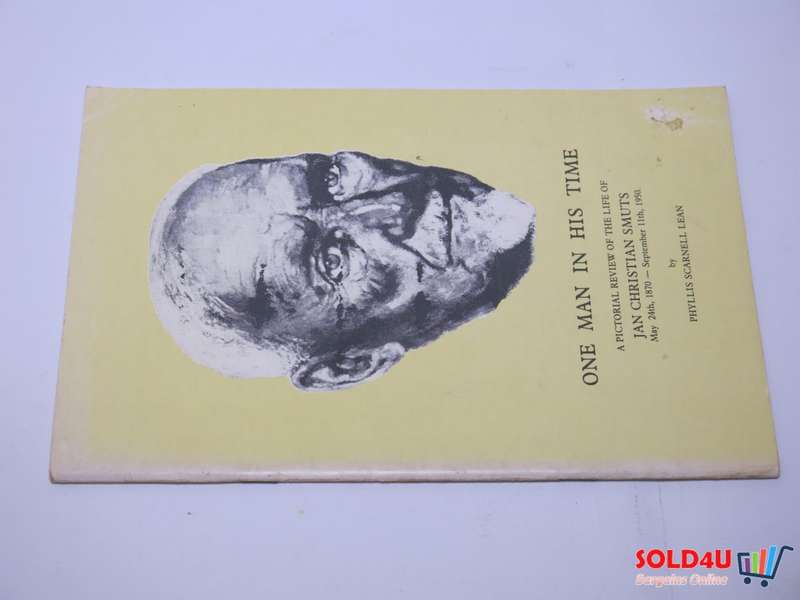 ONE MAN IN HIS TIME
A PICTORIAL REVIEW OF THE LIFE OF
JAN CHRISTIAN SMUTS
May 24th, 1870 — September 11th, 1950.
by
PHYLLIS SCARNELL LEAN
SOLD4U
Bargains Online